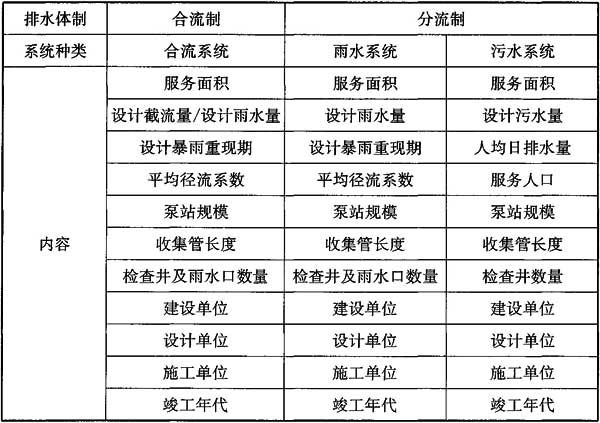 排水体制 合流制 分流制
系统种类 合流系统 雨水系统 污水系统
服务面积 服务面积 服务面积
设计截流量/设计雨水量 设计雨水量 设计污水量
设计暴雨重现期 设计暴雨重现期 人均日排水量
平均径流系数 平均径流系数 服务人口
泵站规模 泵站规模 泵站规模
内容 收集管长度 收集管长度 收集管长度
检查井及雨水口数量 检查井及雨水口数量 检查井数量
建设单位 建设单位 建设单位
设计单位 设计单位 设计单位
施工单位 施工单位 施工单位
竣工年代 竣工年代 竣工年代